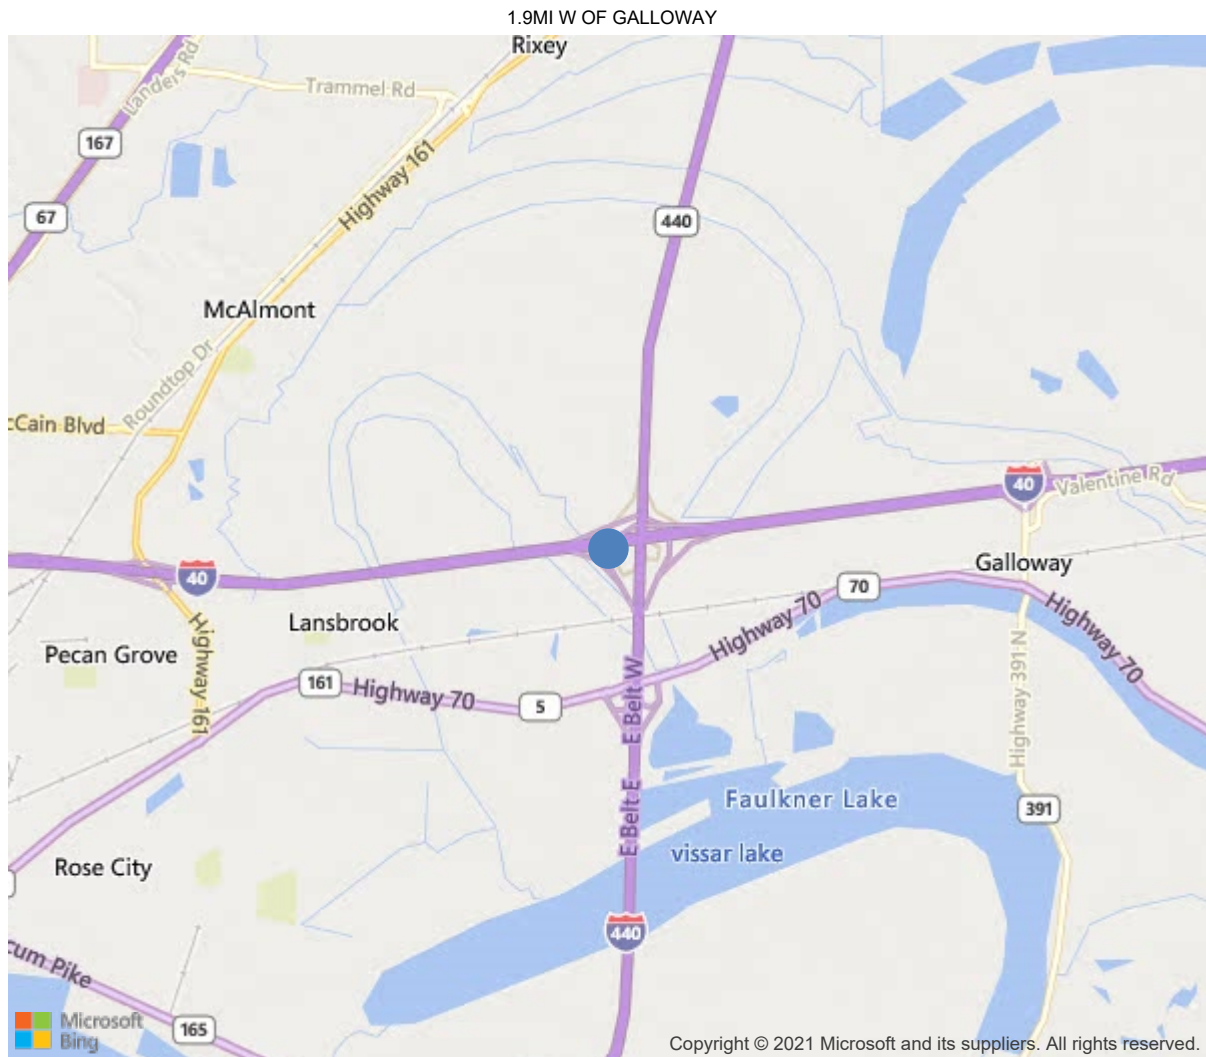 1.9MI W OF GALLOWAY
Rixey
Landers Rd
Trammel Rd
167
Highway 161
67
440
McAlmont
Roundtop Dr
cCain Blvd
40
Valentine Rd
40
Galloway
70
Highway 70
Highway 70
Lansbrook
Highway 161
Pecan Grove
161
Highway 70
5
E Belt W
Highway 391 N
E Belt E
Faulkner Lake
391
vissar lake
Rose City
440
cum Pike
165
Microsoft
Bing
Copyright © 2021 Microsoft and its suppliers. All rights reserved.